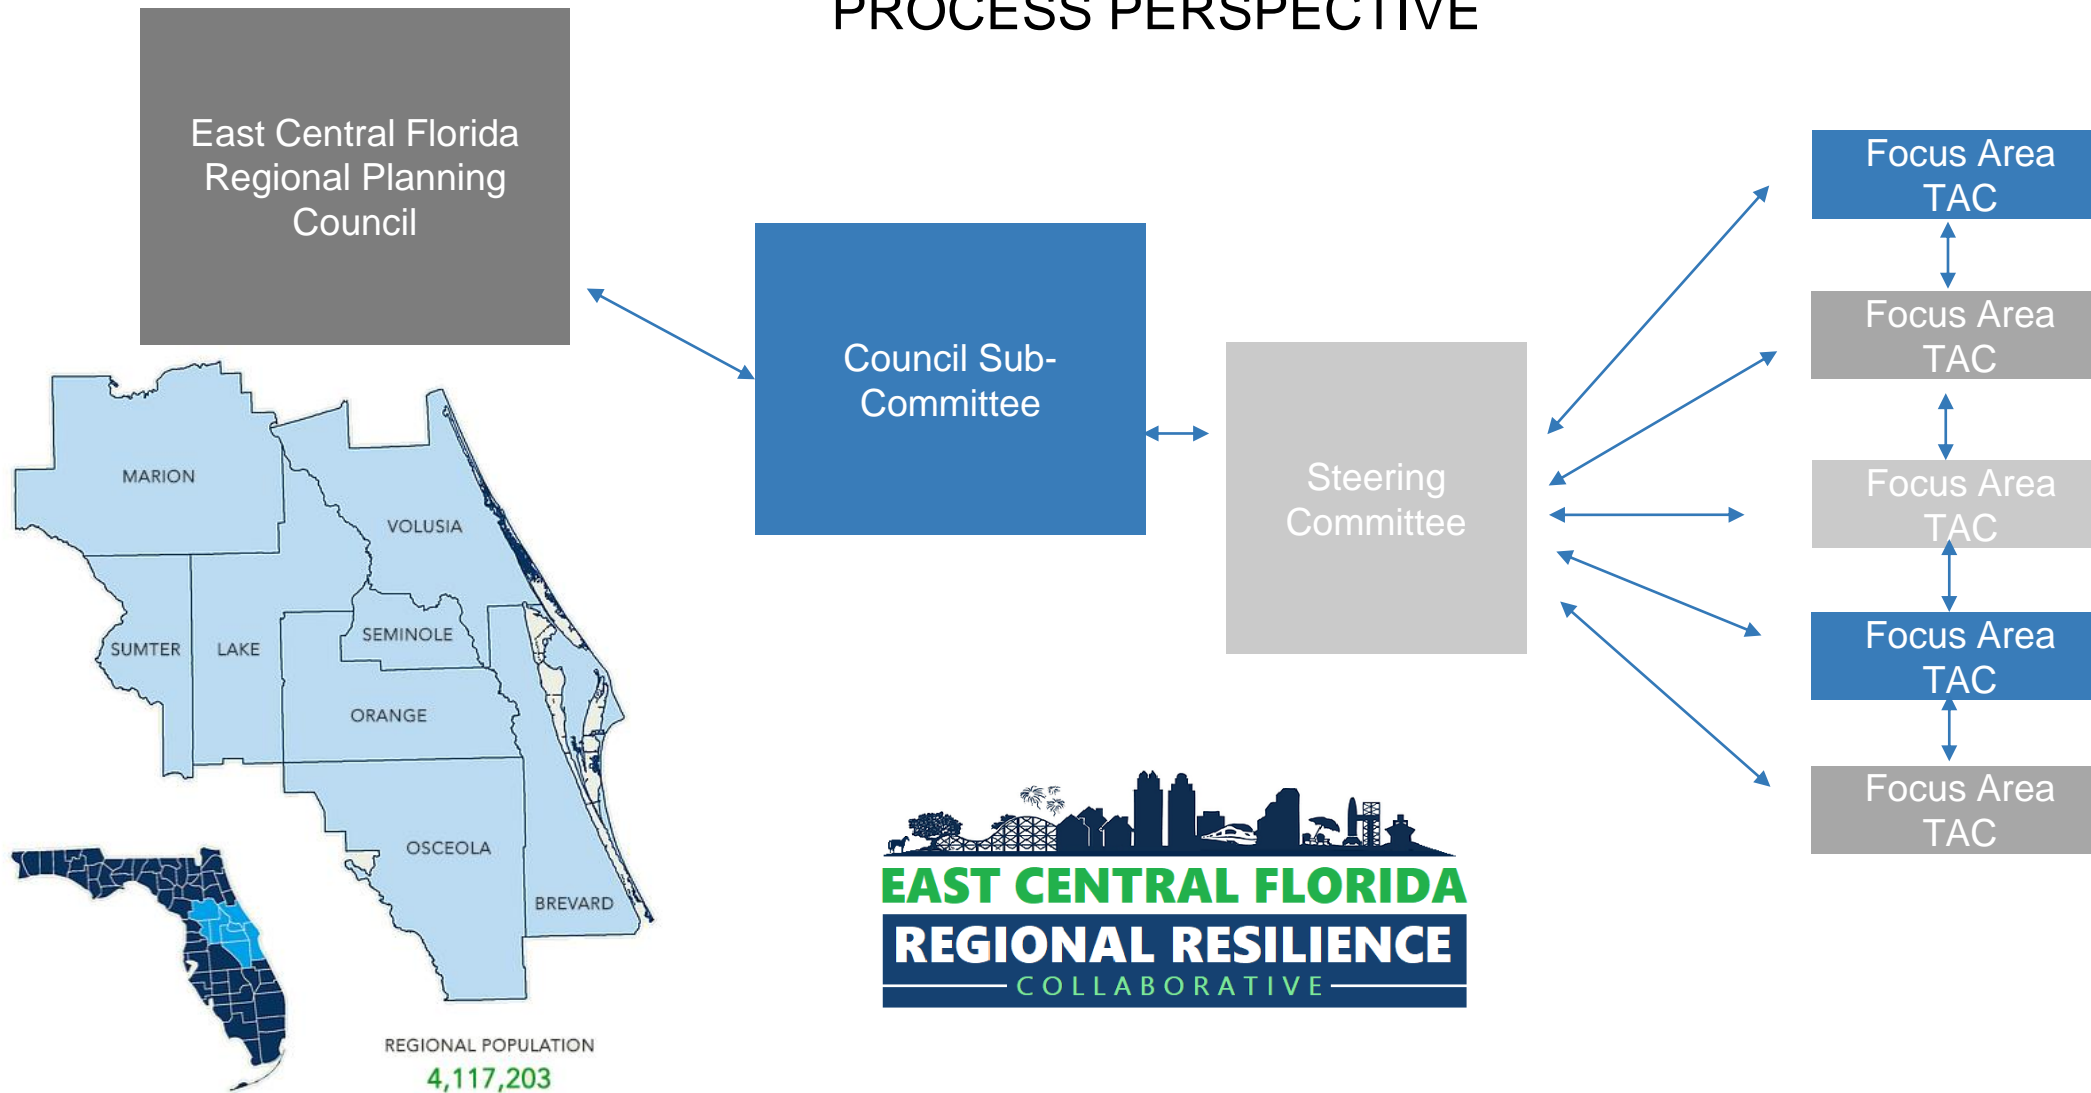 PROCESS PERSPECTIVE
East Central Florida
Regional Planning
Council
Council Sub-
Committee
Steering
Committee
Focus Area
TAC
Focus Area
TAC
Focus Area
TAC
Focus Area
TAC
Focus Area
TAC
MARION
VOLUSIA
SUMTER
LAKE
SEMINOLE
ORANGE
OSCEOLA
BREVARD
REGIONAL POPULATION
4,117,203
EAST CENTRAL FLORIDA
REGIONAL RESILIENCE
COLLABORATIVE